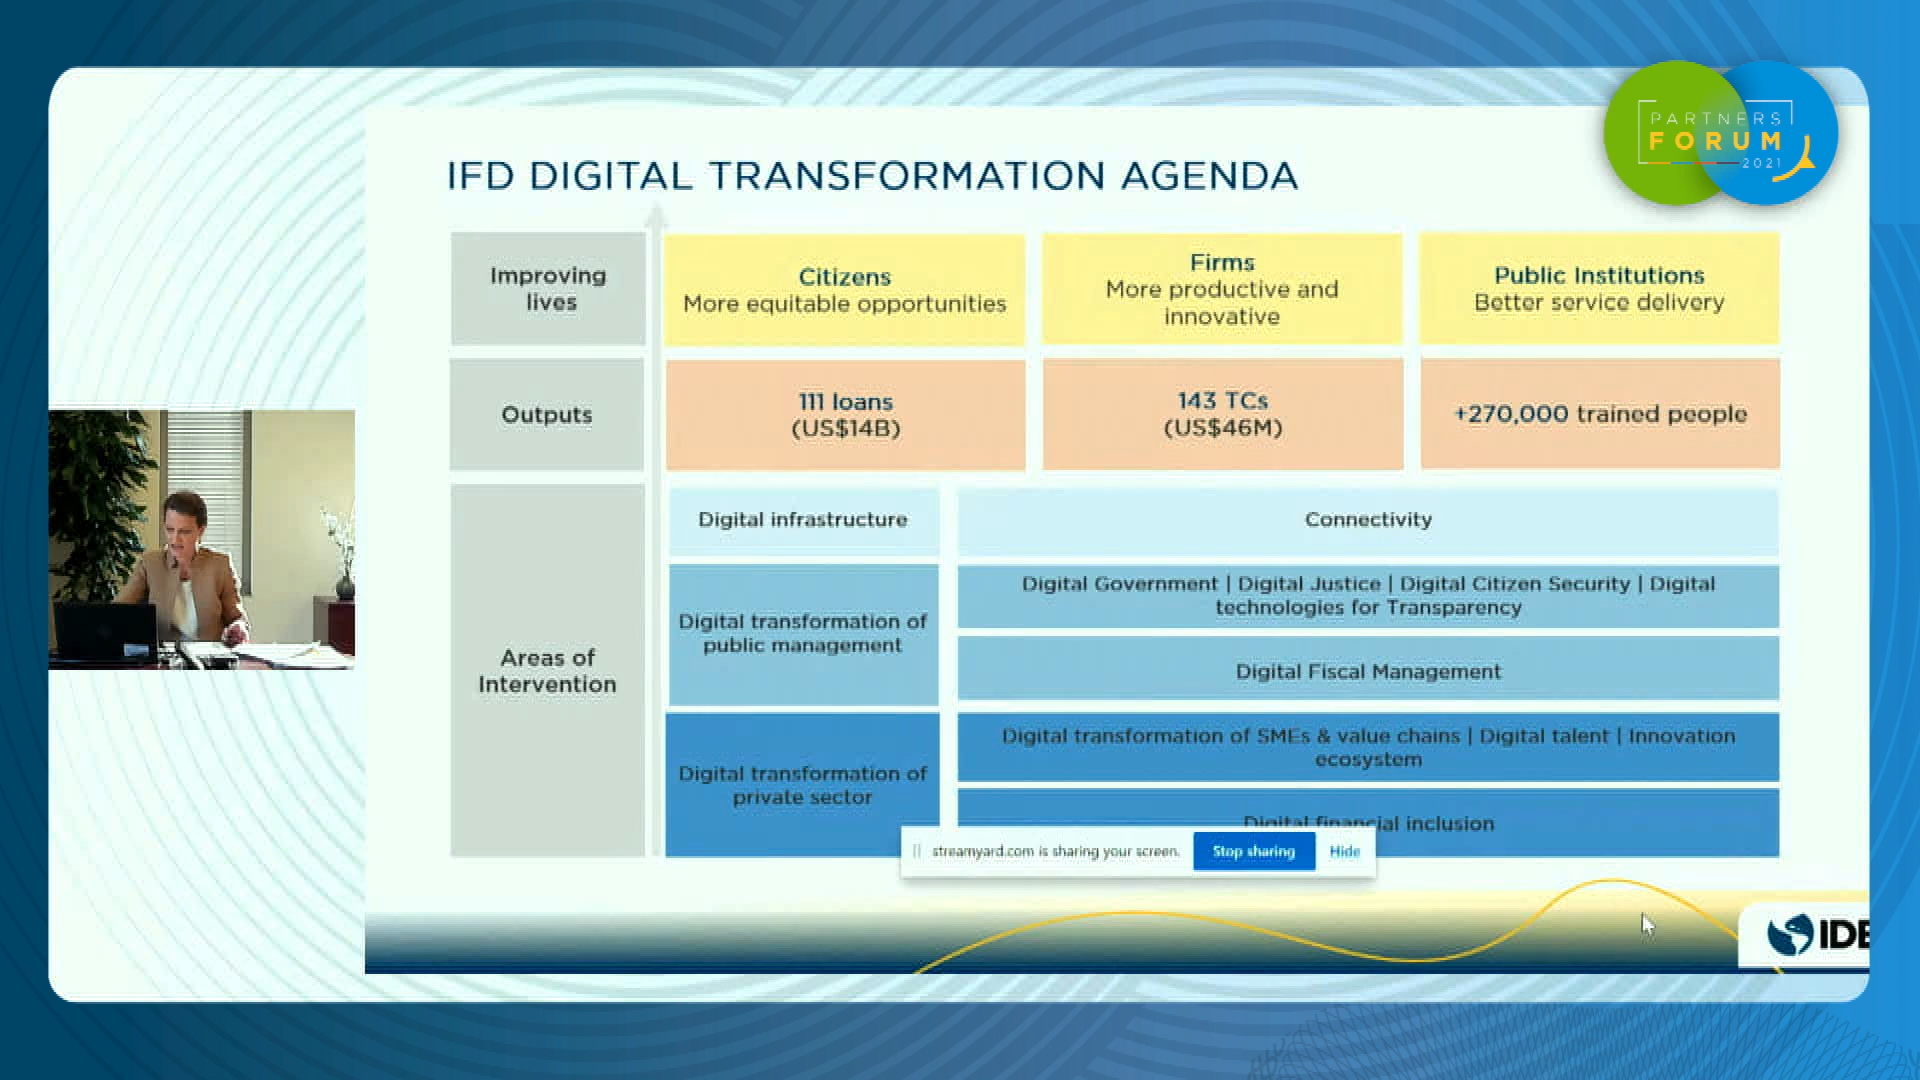 PARTNERS
FORUM
2021
IFD DIGITAL TRANSFORMATION AGENDA
Improving
lives
Citizens
More equitable opportunities
Firms
More productive and
innovative
Public Institutions
Better service delivery
Outputs
111 loans
(US$14B)
143 TCs
(US$46M)
+270,000 trained people
Areas of
Intervention
Digital infrastructure
Connectivity
Digital transformation of
public management
Digital Government | Digital Justice | Digital Citizen Security | Digital
technologies for Transparency
Digital Fiscal Management
Digital transformation of
private sector
Digital transformation of SMEs & value chains | Digital talent | Innovation
ecosystem
Digital financial inclusion
streamyard.com is sharing your screen.
Stop sharing
Hide
IDB